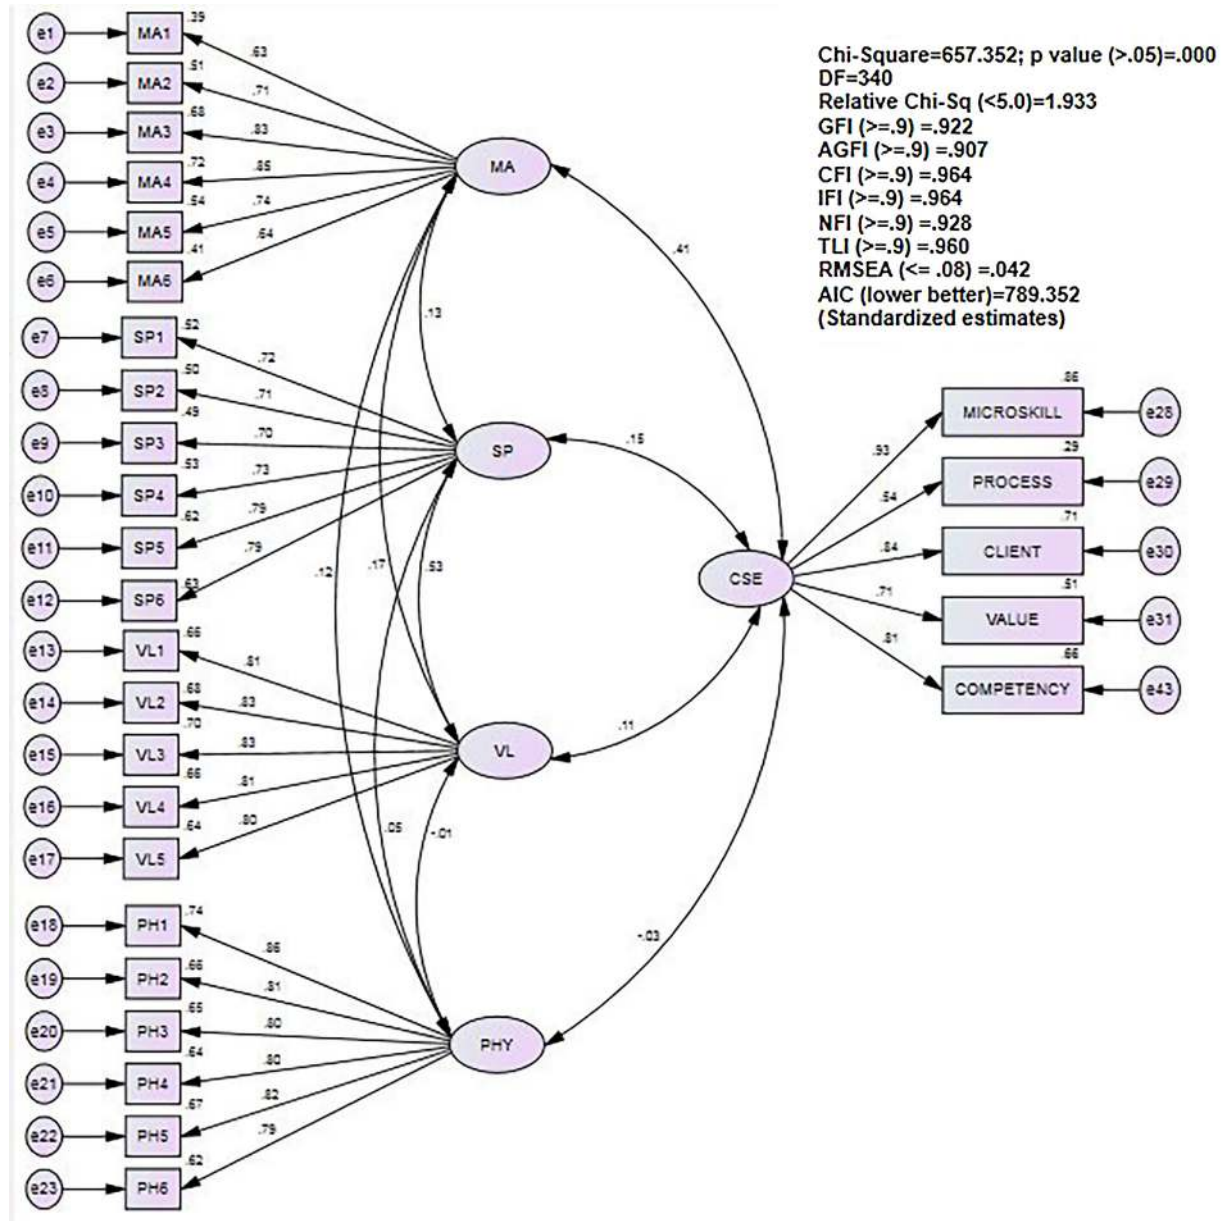 Chi-Square=657.352; p value (>.05)=.000
DF=340
Relative Chi-Sq (<5.0)=1.933
GFI (>=.9) =.922
AGFI (>=.9) =.907
CFI (>=.9) =.964
IFI (>=.9) =.964
NFI (>=.9) =.928
TLI (>=.9) =.960
RMSEA (<= .08) =.042
AIC (lower better)=789.352
(Standardized estimates)
e1 MA1 .39 .63
e2 MA2 .51 .71
e3 MA3 .68 .83
e4 MA4 .72 .85
e5 MA5 .54 .74
e6 MA6 .41 .64
MA
e7 SP1 .52 .72
e8 SP2 .50 .71
e9 SP3 .49 .70
e10 SP4 .53 .73
e11 SP5 .62 .79
e12 SP6 .63 .79
SP
e13 VL1 .66 .81
e14 VL2 .68 .83
e15 VL3 .70 .83
e16 VL4 .66 .81
e17 VL5 .64 .80
VL
e18 PH1 .74 .86
e19 PH2 .66 .81
e20 PH3 .65 .80
e21 PH4 .64 .80
e22 PH5 .67 .82
e23 PH6 .62 .79
PHY
.13
.12
.17
.53
.05
-.01
.41
.15
.11
-.03
CSE
.93 MICROSKILL .86 e28
.54 PROCESS .29 e29
.84 CLIENT .71 e30
.71 VALUE .51 e31
.81 COMPETENCY .66 e43